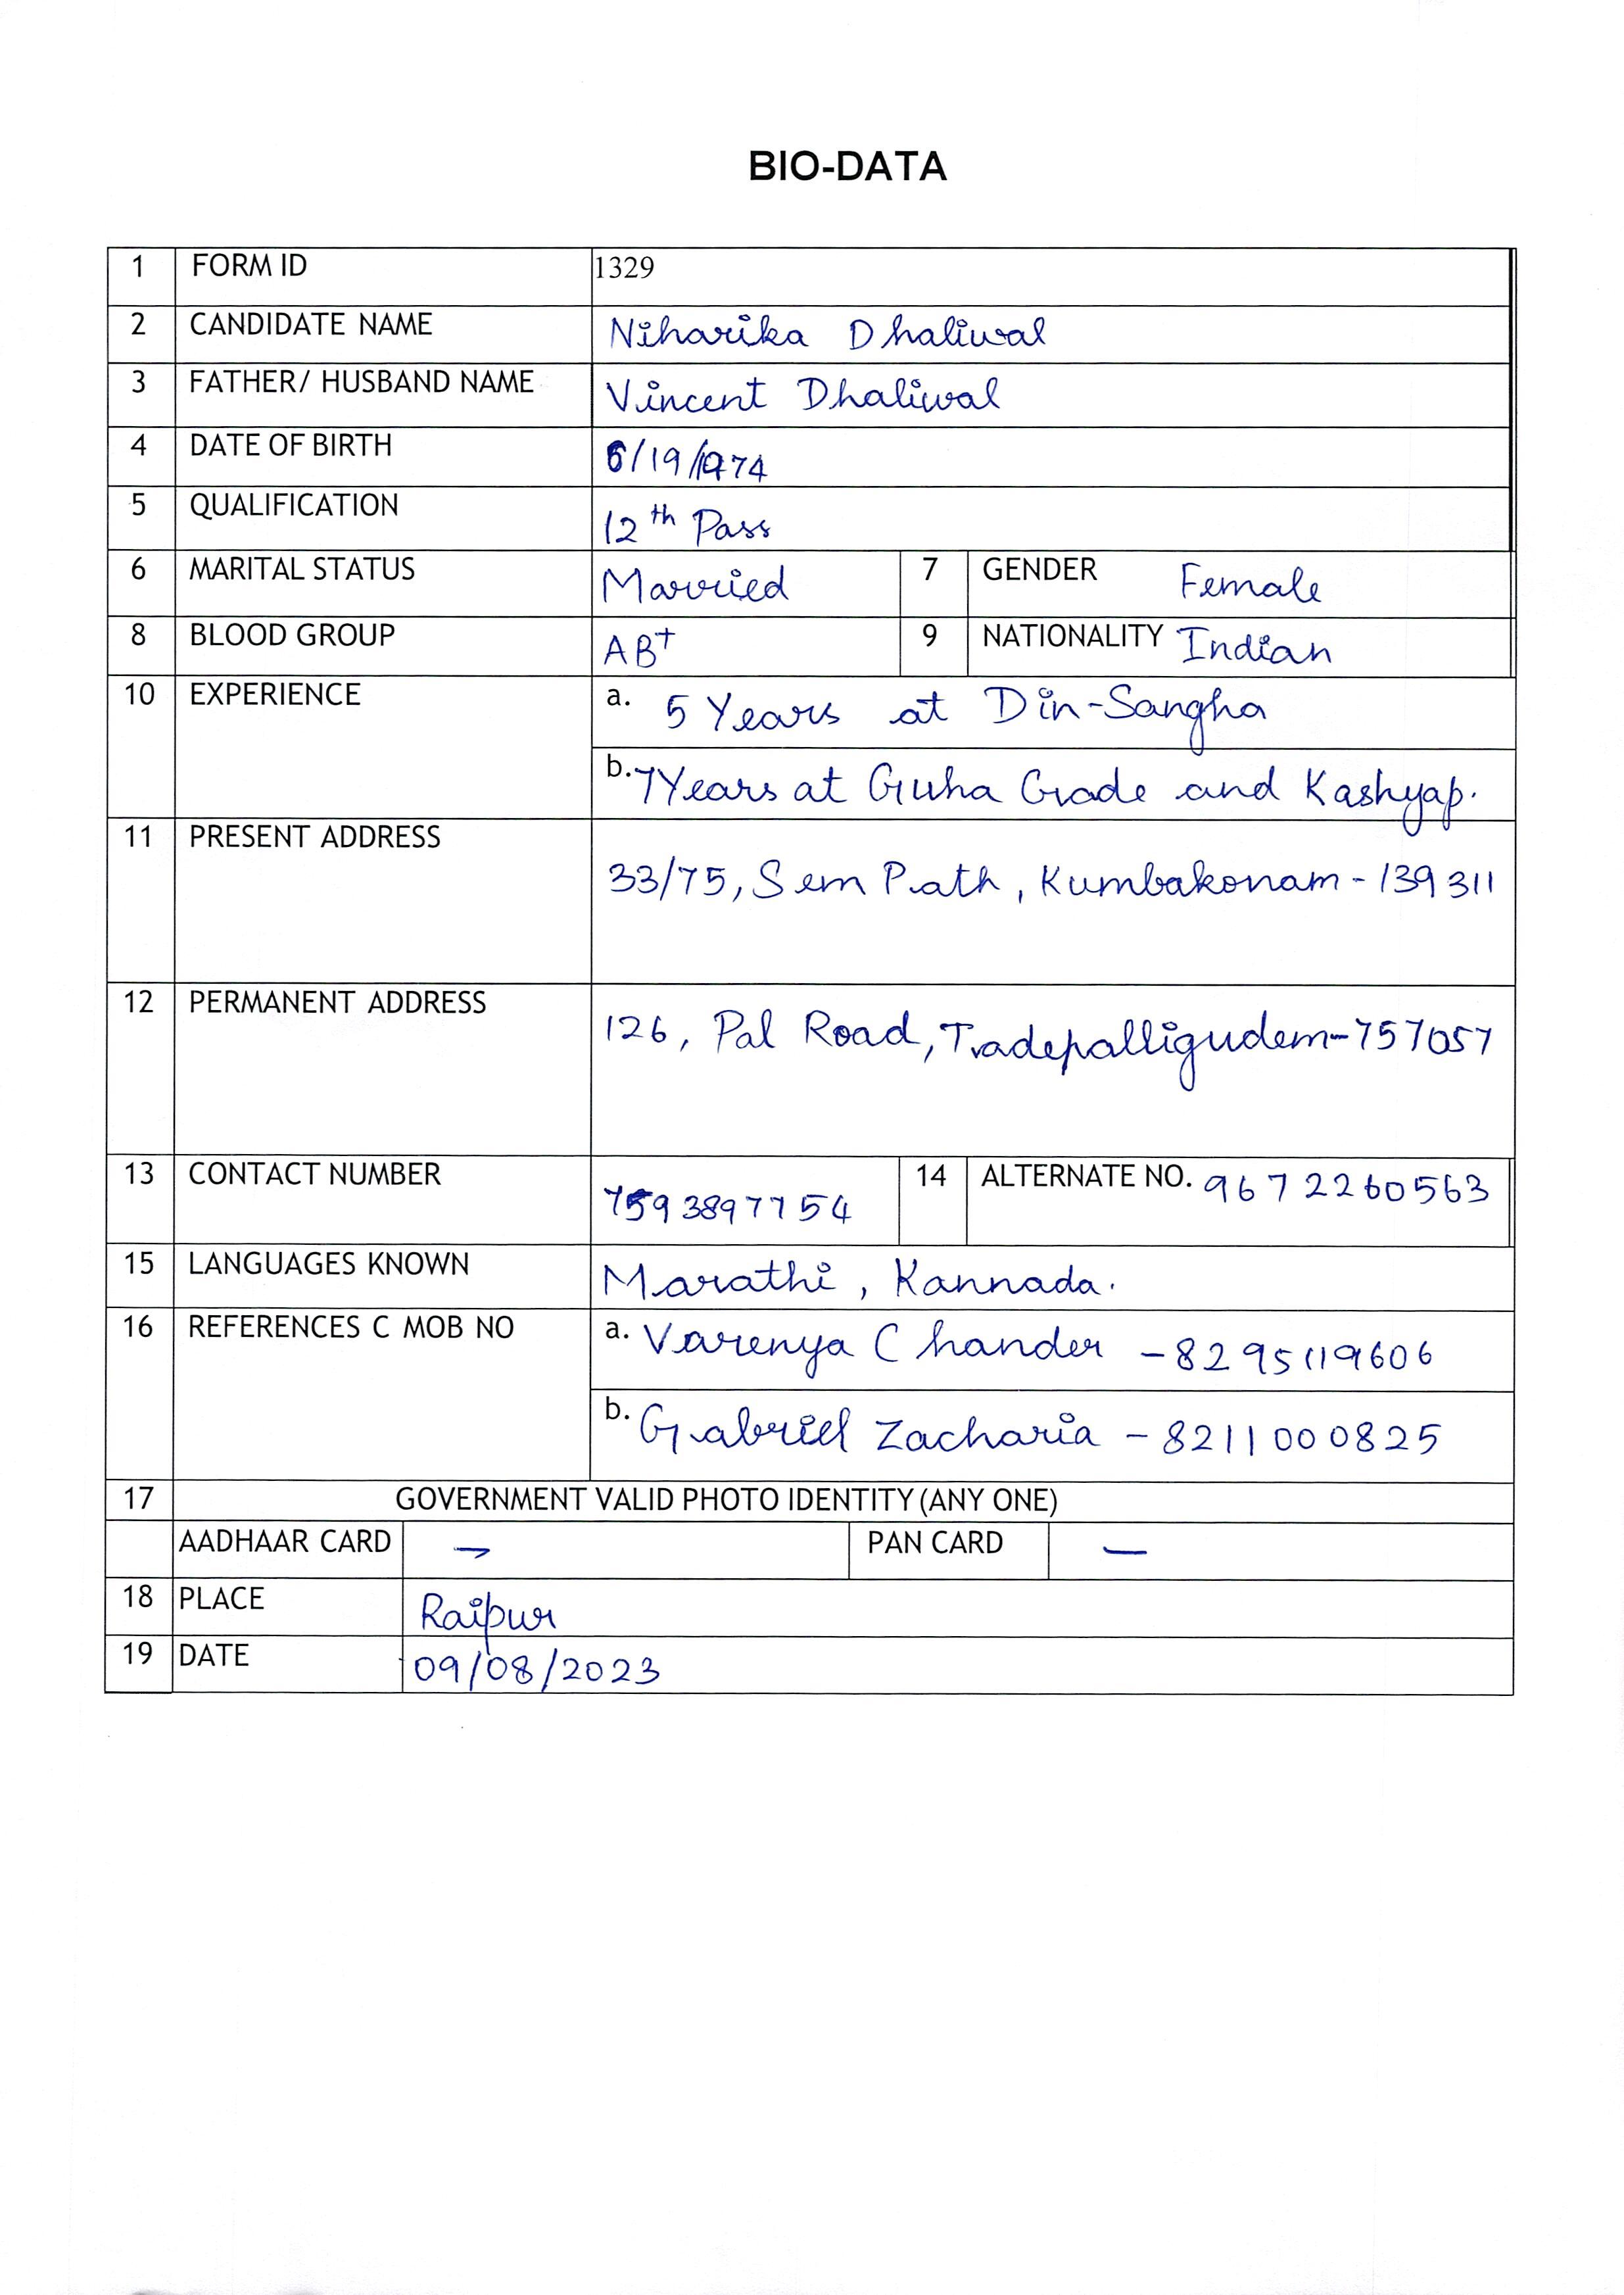 BIO-DATA
1 FORM ID 1329
2 CANDIDATE NAME Niharika Dhaliwal
3 FATHER/ HUSBAND NAME Vincent Dhaliwal
4 DATE OF BIRTH 6/19/1974
5 QUALIFICATION 12th Pass
6 MARITAL STATUS Married 7 GENDER Female
8 BLOOD GROUP AB+ 9 NATIONALITY Indian
10 EXPERIENCE a. 5 Years at Din-Sangha
b. 7Years at Guha Grade and Kashyap.
11 PRESENT ADDRESS
33/75, Sem Path, Kumbakonam - 139311
12 PERMANENT ADDRESS
126, Pal Road, Tradepalligudem-757057
13 CONTACT NUMBER 7593897754 14 ALTERNATE NO. 9672260563
15 LANGUAGES KNOWN Marathi, Kannada.
16 REFERENCES C MOB NO a. Varenya Chander - 8295119606
b. Gabriel Zacharia - 8211000825
17 GOVERNMENT VALID PHOTO IDENTITY (ANY ONE)
AADHAAR CARD - PAN CARD -
18 PLACE Raipur
19 DATE 09/08/2023